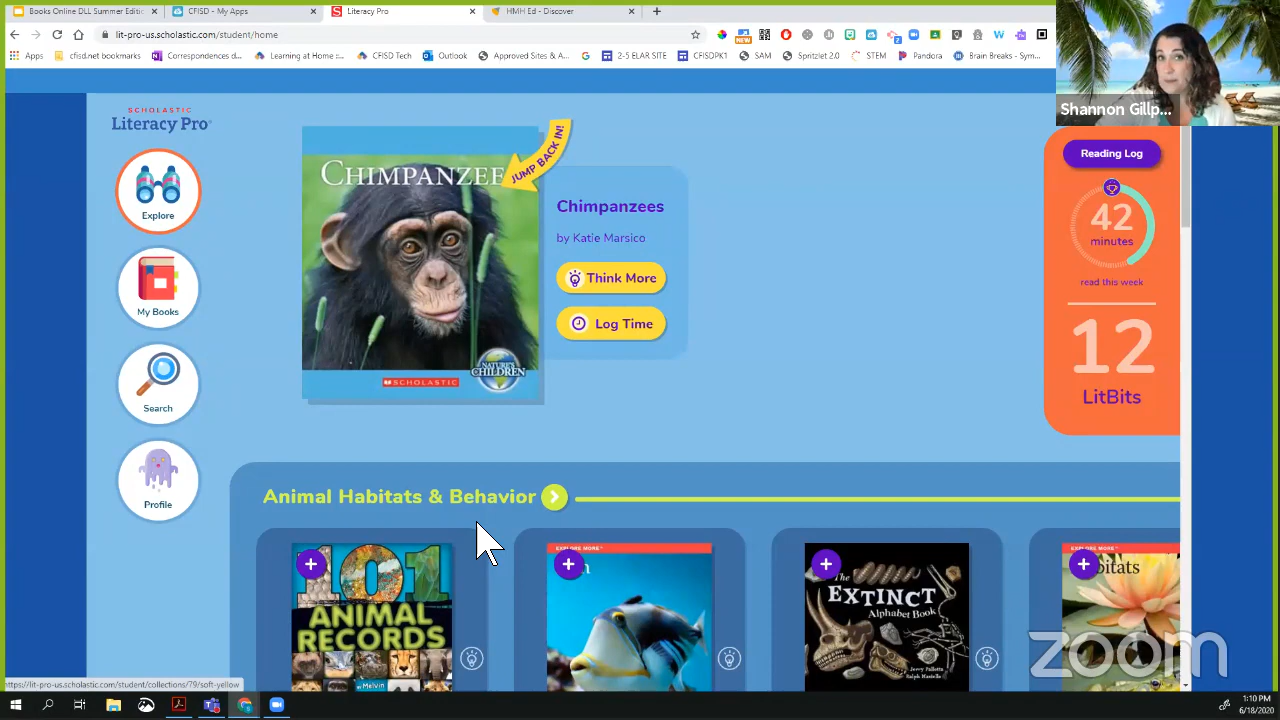 Books Online DLL Summer Editic
CFISD - My Apps
Literacy Pro
HMH Ed - Discover
lit-pro-us.scholastic.com/student/home
NEW
Apps
cfisd.net bookmarks
Correspondences d...
Learning at Home ::...
CFISD Tech
Outlook
Approved Sites & A...
2-5 ELAR SITE
CFISDPK1
SAM
Spritzlet 2.0
STEM
Pandora
Brain Breaks - Sym...
Shannon Gillp...
SCHOLASTIC
Literacy Pro
Explore
My Books
Search
Profile
CHIMPANZEE
JUMP BACK IN!
NATURE'S
CHILDREN
SCHOLASTIC
Chimpanzees
by Katie Marsico
Think More
Log Time
Reading Log
42
minutes
read this week
12
LitBits
Animal Habitats & Behavior
101
ANIMAL
RECORDS
Melvin
EXPLORE MORE
The
EXTINCT
Alphabet Book
Jerry Pallotta
Ralph Masiello
EXPLORE MORE
bitats
zoom
https://lit-pro-us.scholastic.com/student/collections/79/soft-yellow
1:10 PM
6/18/2020